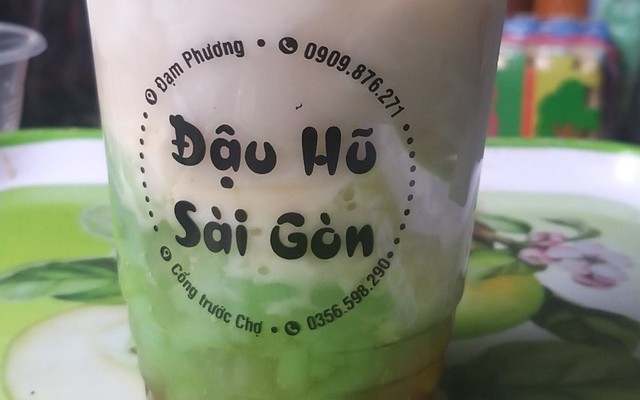 Đạm Phương • 0909.876.271
Đậu Hũ
Sài Gòn
Cổng trước Chợ • 0356.598.290